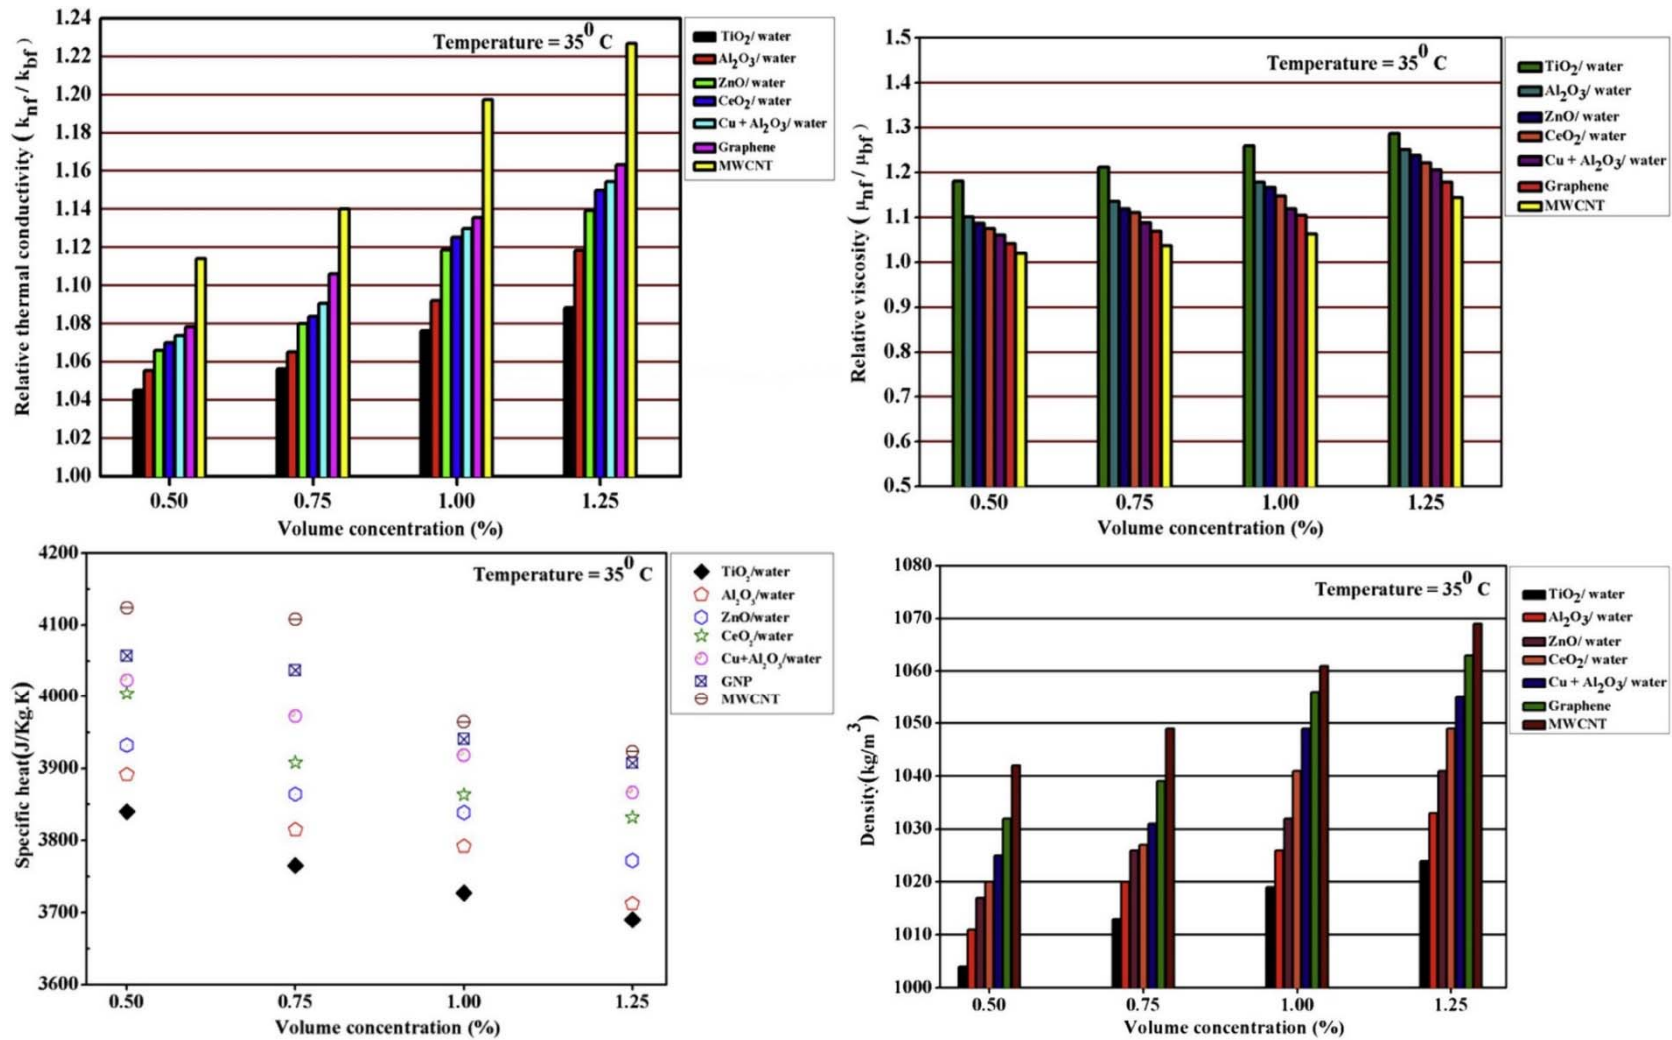 Relative thermal conductivity ( knf / kbf )
1.24
1.22
1.20
1.18
1.16
1.14
1.12
1.10
1.08
1.06
1.04
1.02
1.00
Temperature = 35⁰ C
0.50 0.75 1.00 1.25
Volume concentration (%)
TiO2/ water
Al2O3/ water
ZnO/ water
CeO2/ water
Cu + Al2O3/ water
Graphene
MWCNT
Relative viscosity ( μnf / μbf )
1.5
1.4
1.3
1.2
1.1
1.0
0.9
0.8
0.7
0.6
0.5
Temperature = 35⁰ C
0.50 0.75 1.00 1.25
Volume concentration (%)
TiO2/ water
Al2O3/ water
ZnO/ water
CeO2/ water
Cu + Al2O3/ water
Graphene
MWCNT
Specific heat(J/Kg.K)
4200
4100
4000
3900
3800
3700
3600
Temperature = 35⁰ C
0.50 0.75 1.00 1.25
Volume concentration (%)
TiO2/water
Al2O3/water
ZnO/water
CeO2/water
Cu+Al2O3/water
GNP
MWCNT
Density(kg/m³)
1080
1070
1060
1050
1040
1030
1020
1010
1000
Temperature = 35⁰ C
0.50 0.75 1.00 1.25
Volume concentration (%)
TiO2/ water
Al2O3/ water
ZnO/ water
CeO2/ water
Cu + Al2O3/ water
Graphene
MWCNT